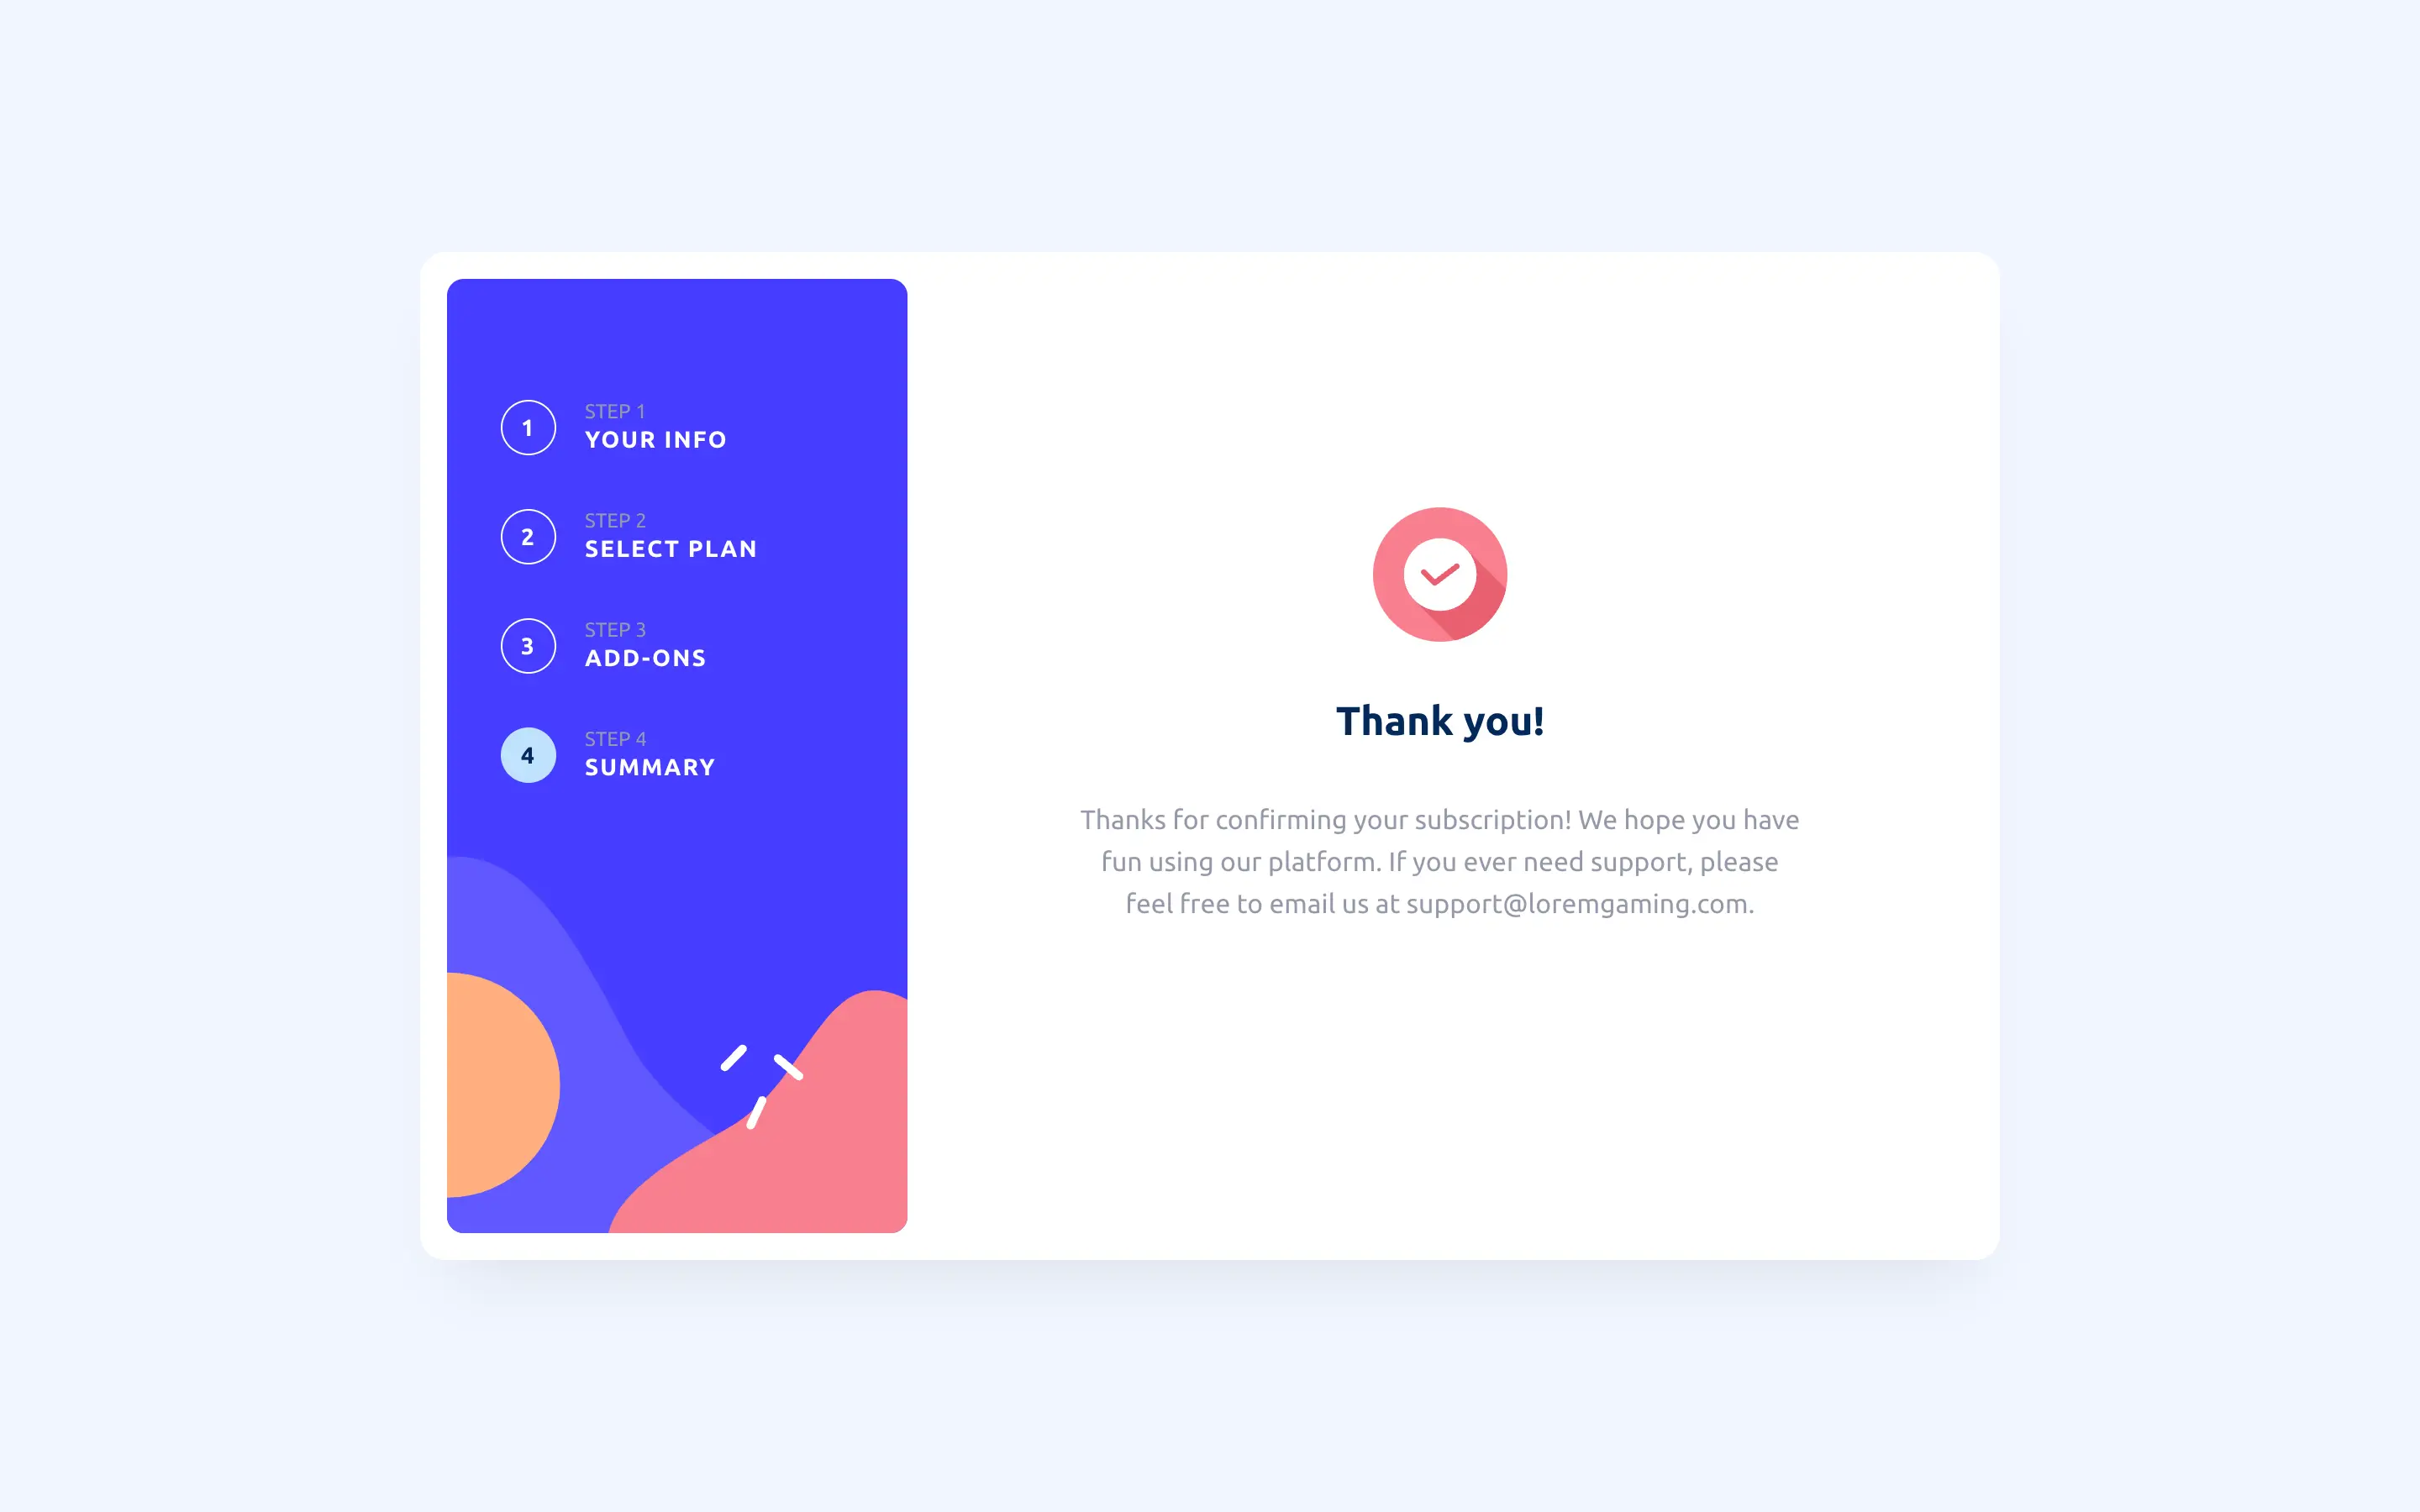 1
STEP 1
YOUR INFO
2
STEP 2
SELECT PLAN
3
STEP 3
ADD-ONS
4
STEP 4
SUMMARY
Thank you!
Thanks for confirming your subscription! We hope you have
fun using our platform. If you ever need support, please
feel free to email us at support@loremgaming.com.